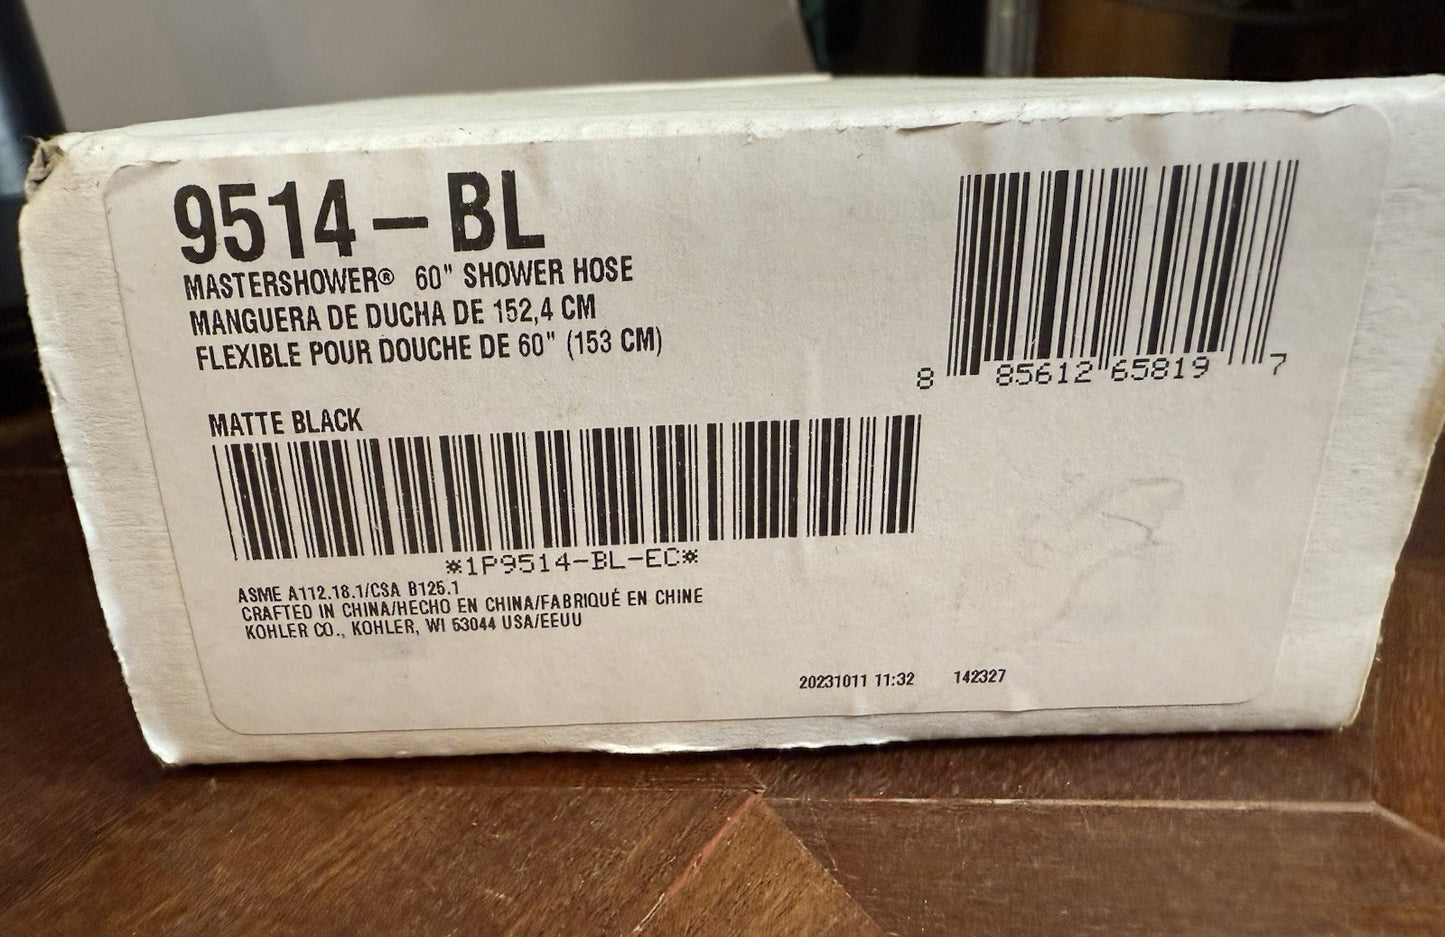 9514-BL
MASTERSHOWER® 60" SHOWER HOSE
MANGUERA DE DUCHA DE 152,4 CM
FLEXIBLE POUR DOUCHE DE 60" (153 CM)
8 85612 65819 7
MATTE BLACK
*1P9514-BL-EC*
ASME A112.18.1/CSA B125.1
CRAFTED IN CHINA/HECHO EN CHINA/FABRIQUÉ EN CHINE
KOHLER CO., KOHLER, WI 53044 USA/EEUU
20231011 11:32 142327